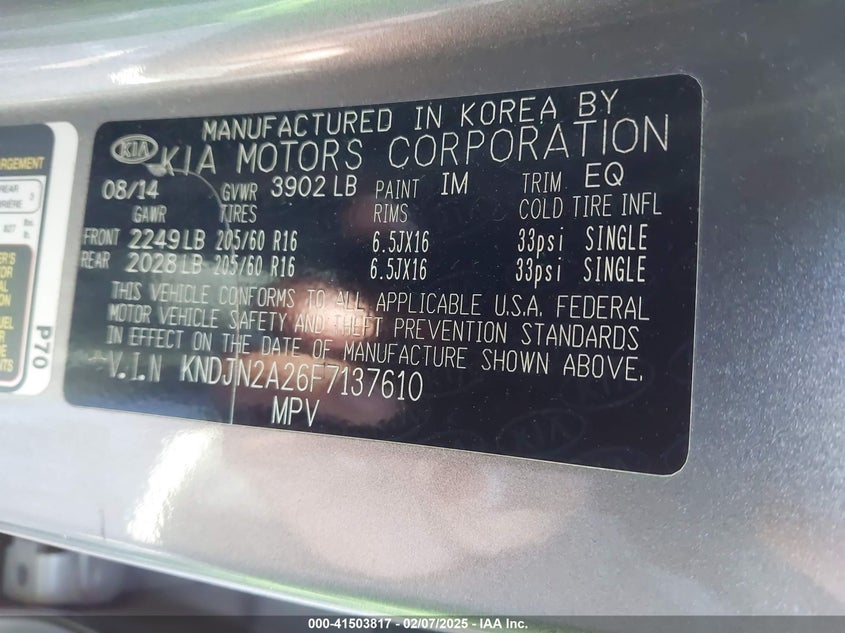 MANUFACTURED IN KOREA BY
KIA KIA MOTORS CORPORATION
08/14 GVWR 3902 LB PAINT IM TRIM EQ
GAWR TIRES RIMS COLD TIRE INFL
FRONT 2249 LB 205/60 R16 6.5JX16 33psi SINGLE
REAR 2028 LB 205/60 R16 6.5JX16 33psi SINGLE
THIS VEHICLE CONFORMS TO ALL APPLICABLE U.S.A. FEDERAL
MOTOR VEHICLE SAFETY AND THEFT PREVENTION STANDARDS
IN EFFECT ON THE DATE OF MANUFACTURE SHOWN ABOVE.
V.I.N KNDJN2A26F7137610
MPV
KIA
P70
000-41503817 - 02/07/2025 - IAA Inc.